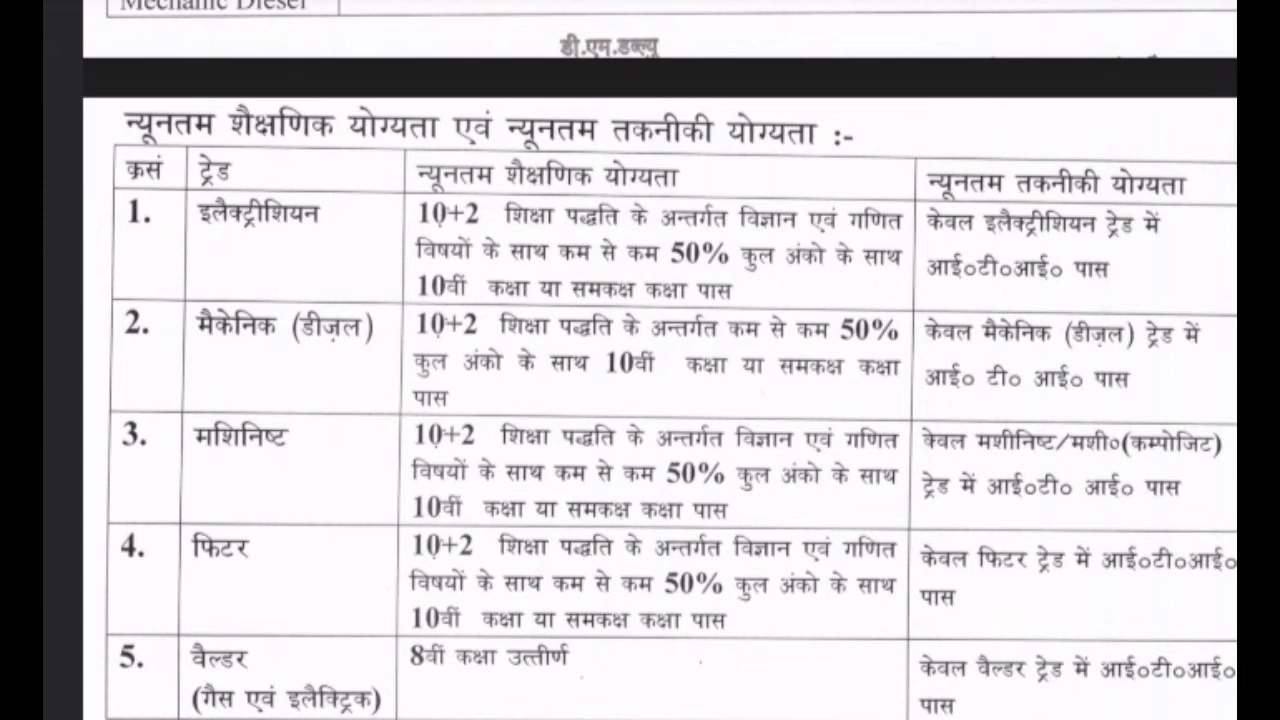 Mechanic Diesel
डी.एम.डब्ल्यू
न्यूनतम शैक्षणिक योग्यता एवं न्यूनतम तकनीकी योग्यता :-
क्रसं ट्रेड न्यूनतम शैक्षणिक योग्यता न्यूनतम तकनीकी योग्यता
1. इलैक्ट्रीशियन 10+2 शिक्षा पद्धति के अन्तर्गत विज्ञान एवं गणित केवल इलैक्ट्रीशियन ट्रेड में
विषयों के साथ कम से कम 50% कुल अंको के साथ आई०टी०आई० पास
10वीं कक्षा या समकक्ष कक्षा पास
2. मैकेनिक (डीज़ल) 10+2 शिक्षा पद्धति के अन्तर्गत कम से कम 50% केवल मैकेनिक (डीज़ल) ट्रेड में
कुल अंको के साथ 10वीं कक्षा या समकक्ष कक्षा आई० टी० आई० पास
पास
3. मशिनिष्ट 10+2 शिक्षा पद्धति के अन्तर्गत विज्ञान एवं गणित केवल मशीनिष्ट/मशी०(कम्पोजिट)
विषयों के साथ कम से कम 50% कुल अंको के साथ ट्रेड में आई०टी० आई० पास
10वीं कक्षा या समकक्ष कक्षा पास
4. फिटर 10+2 शिक्षा पद्धति के अन्तर्गत विज्ञान एवं गणित केवल फिटर ट्रेड में आई०टी०आई०
विषयों के साथ कम से कम 50% कुल अंको के साथ पास
10वीं कक्षा या समकक्ष कक्षा पास
5. वैल्डर 8वीं कक्षा उत्तीर्ण केवल वैल्डर ट्रेड में आई०टी०आई०
(गैस एवं इलैक्ट्रिक) पास